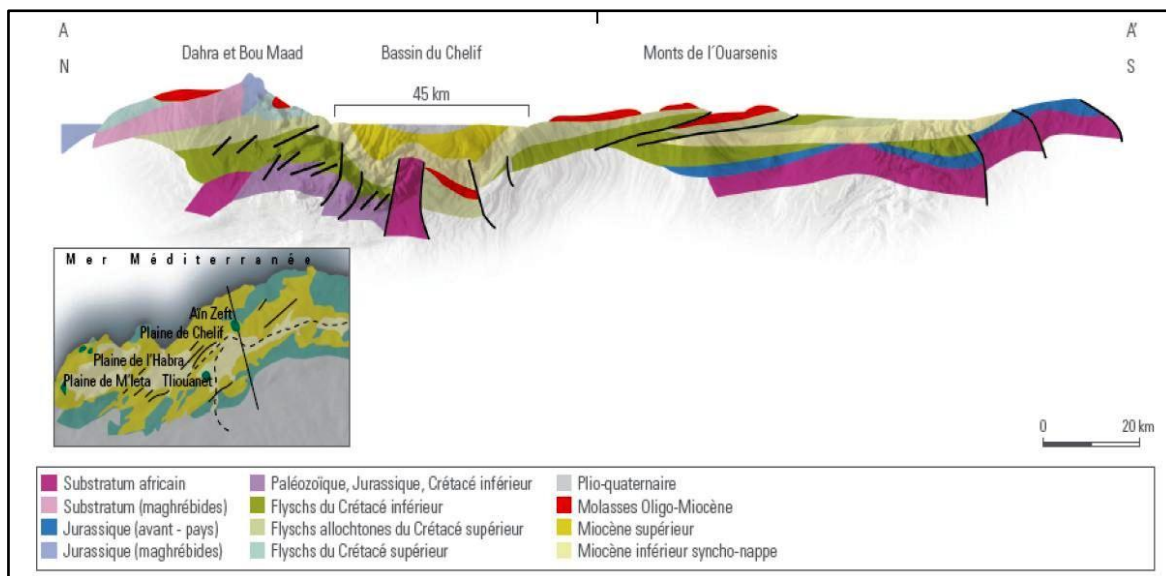 A A'
N S
Dahra et Bou Maad Bassin du Chelif Monts de l'Ouarsenis
45 km
Mer Méditerranée
Aïn Zeft
Plaine de Chelif
Plaine de l'Habra
Plaine de M'leta Tliouanet
0 20 km
Substratum africain
Substratum (maghrébides)
Jurassique (avant - pays)
Jurassique (maghrébides)
Paléozoïque, Jurassique, Crétacé inférieur
Flyschs du Crétacé inférieur
Flyschs allochtones du Crétacé supérieur
Flyschs du Crétacé supérieur
Plio-quaternaire
Molasses Oligo-Miocène
Miocène supérieur
Miocène inférieur syncho-nappe